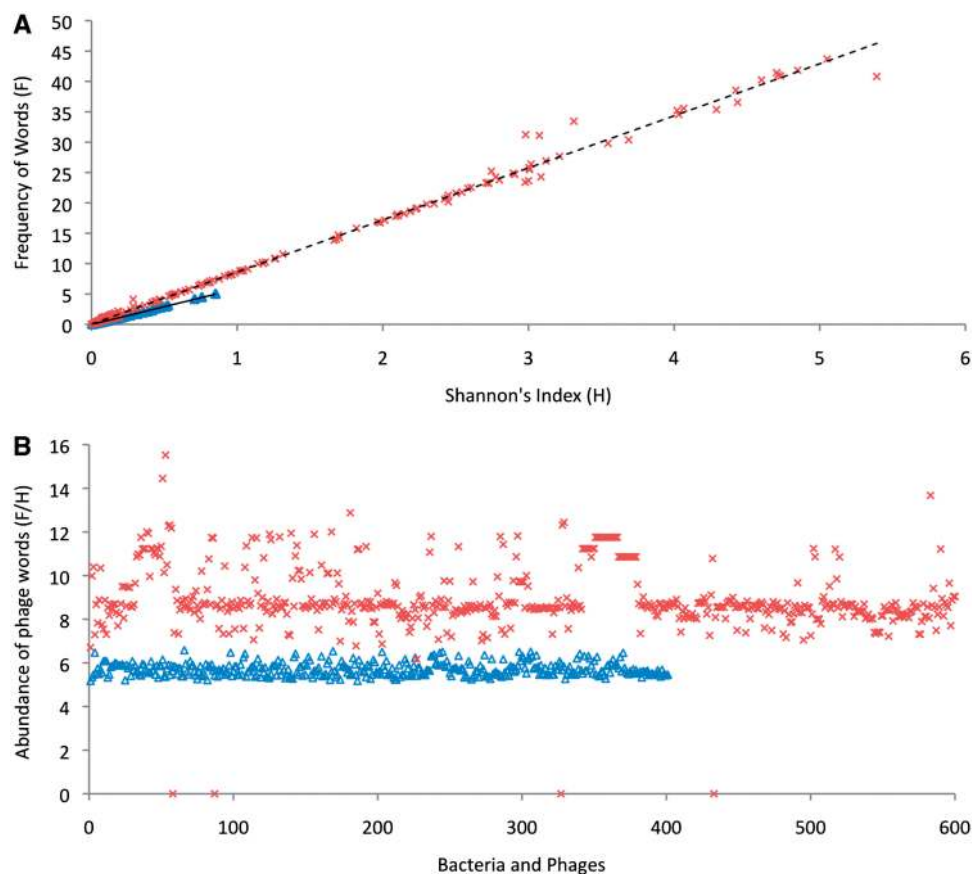 A
50
45
40
35
30
25
20
15
10
5
0
Frequency of Words (F)
0 1 2 3 4 5 6
Shannon's Index (H)
B
16
14
12
10
8
6
4
2
0
Abundance of phage words (F/H)
0 100 200 300 400 500 600
Bacteria and Phages